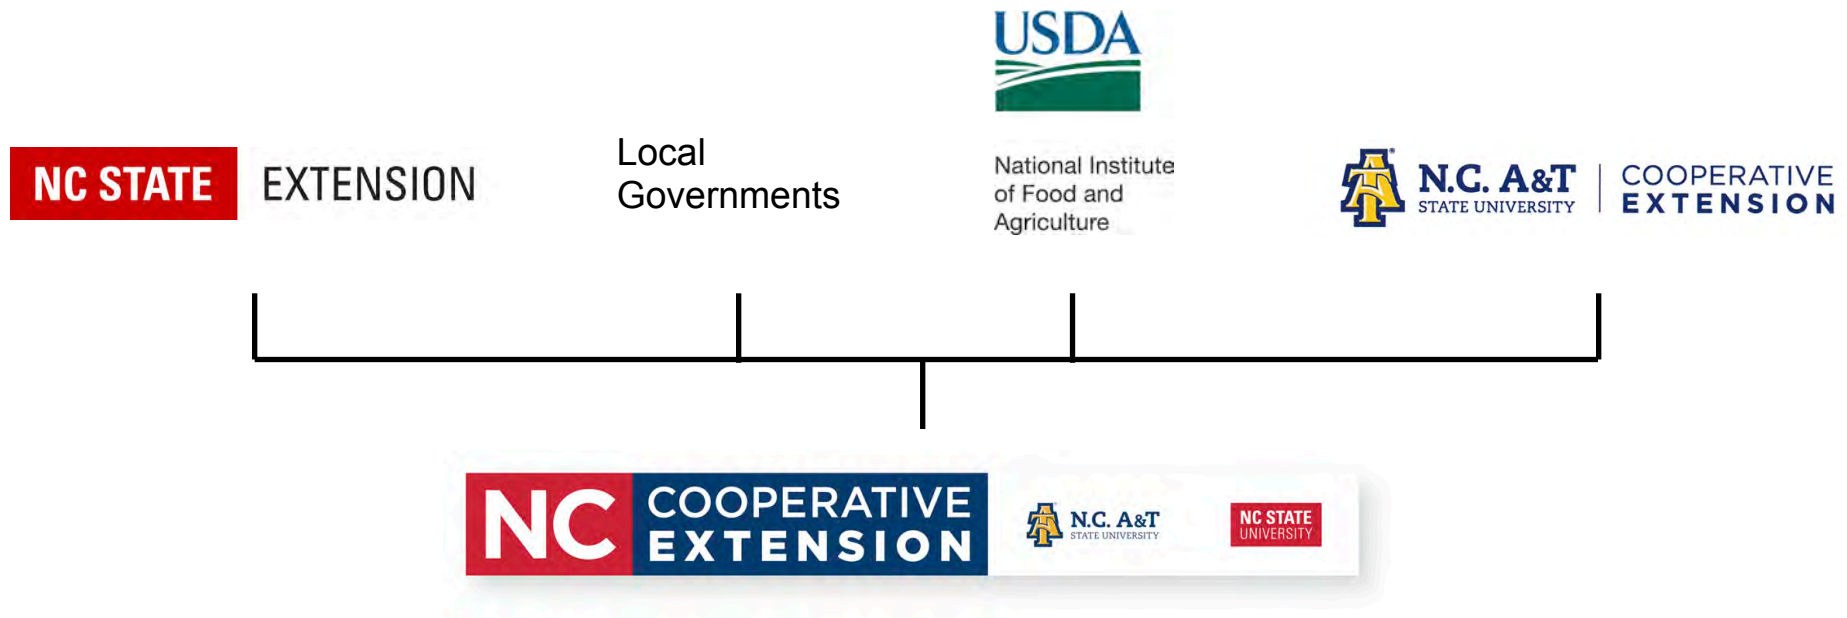 USDA
NC STATE EXTENSION
Local
Governments
National Institute
of Food and
Agriculture
N.C. A&T
STATE UNIVERSITY
COOPERATIVE
EXTENSION
NC COOPERATIVE
EXTENSION
N.C. A&T
STATE UNIVERSITY
NC STATE
UNIVERSITY